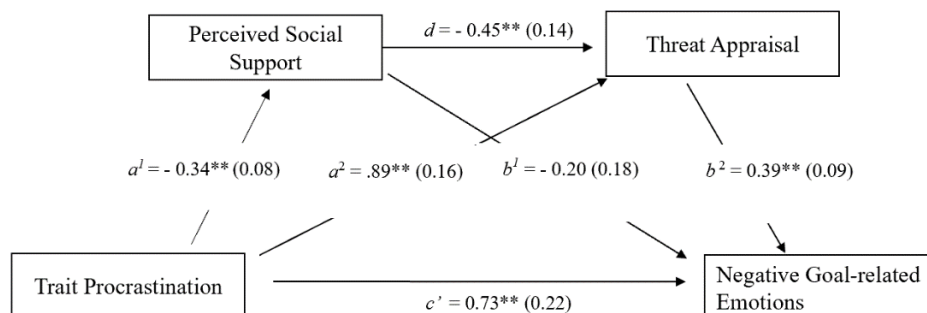 d = - 0.45** (0.14)
Perceived Social
Support
Threat Appraisal
a¹ = - 0.34** (0.08)
a² = .89** (0.16)
b¹ = - 0.20 (0.18)
b² = 0.39** (0.09)
Trait Procrastination
Negative Goal-related
Emotions
c’ = 0.73** (0.22)